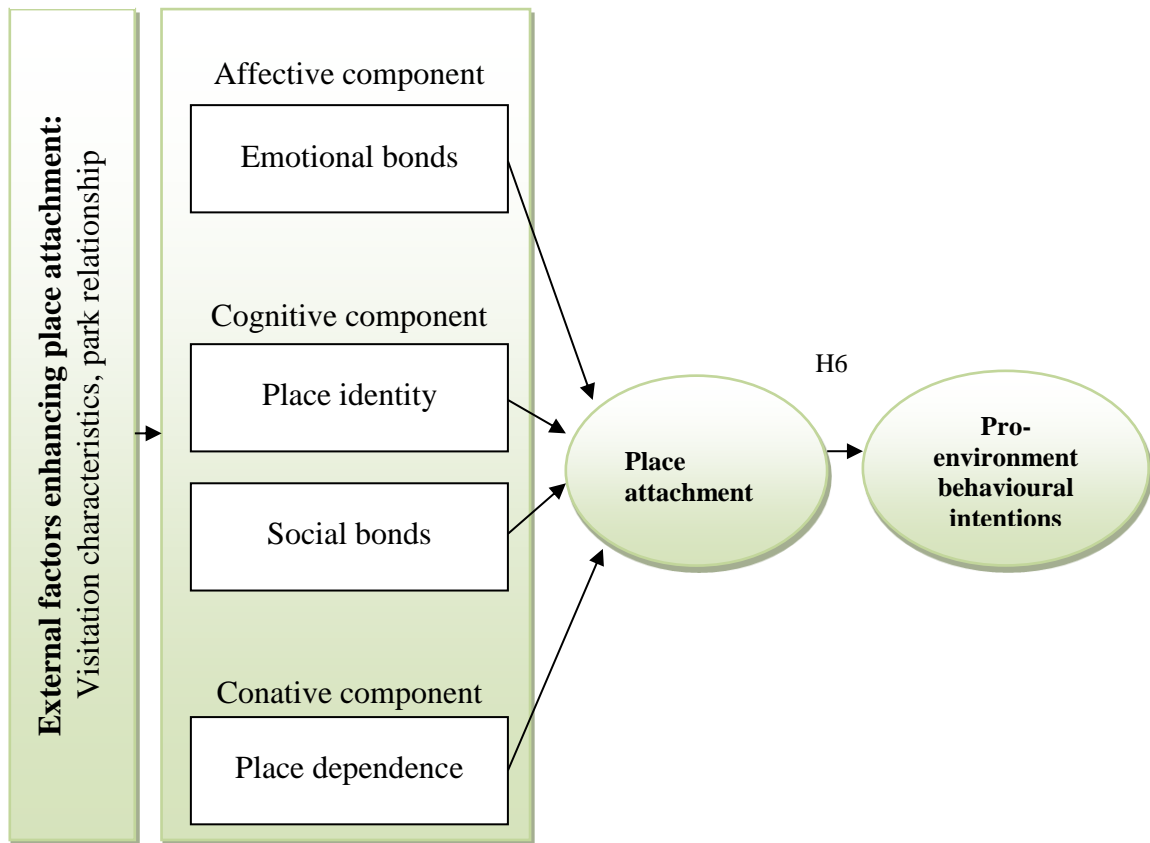 External factors enhancing place attachment:
Visitation characteristics, park relationship
Affective component
Emotional bonds
Cognitive component
Place identity
Social bonds
Conative component
Place dependence
Place
attachment
H6
Pro-
environment
behavioural
intentions